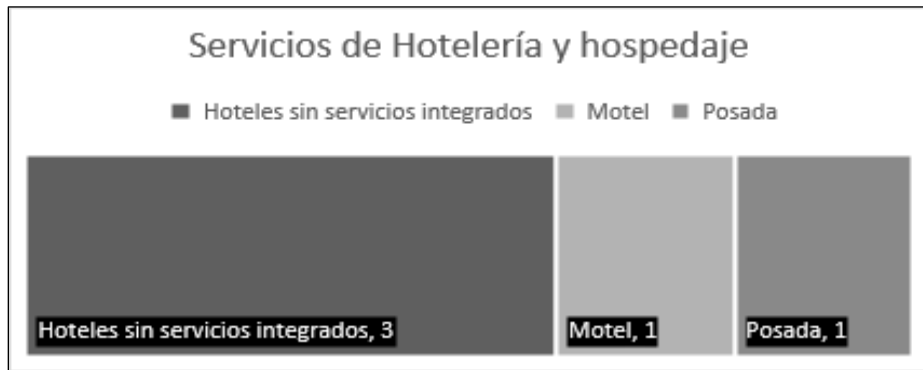 Servicios de Hotelería y hospedaje
Hoteles sin servicios integrados Motel Posada
Hoteles sin servicios integrados, 3 Motel, 1 Posada, 1